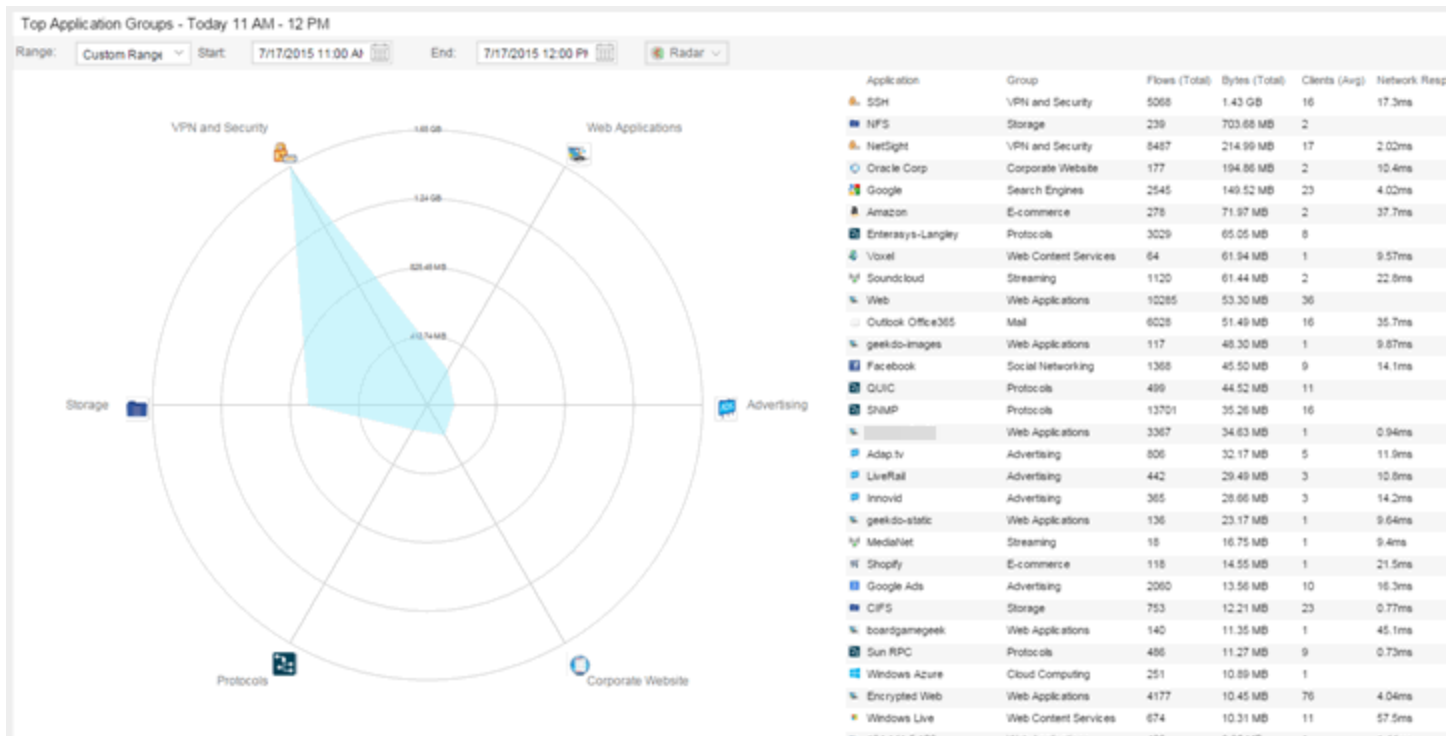 Top Application Groups - Today 11 AM - 12 PM
Range: Custom Range Start: 7/17/2015 11:00 AM End: 7/17/2015 12:00 PM Radar
VPN and Security
Web Applications
Storage
Advertising
Protocols
Corporate Website
1.24 GB
413.74 MB
Application Group Flows (Total) Bytes (Total) Clients (Avg) Network Resp
SSH VPN and Security 5068 1.43 GB 16 17.3ms
NFS Storage 239 703.68 MB 2
NetSight VPN and Security 8487 214.99 MB 17 2.02ms
Oracle Corp Corporate Website 177 194.86 MB 2 10.4ms
Google Search Engines 2545 149.52 MB 23 4.02ms
Amazon E-commerce 278 71.97 MB 2 37.7ms
Enterasys-Langley Protocols 3029 65.05 MB 8
Voxel Web Content Services 64 61.94 MB 1 9.57ms
Soundcloud Streaming 1120 61.44 MB 2 22.8ms
Web Web Applications 10285 53.30 MB 36
Outlook Office365 Mail 6028 51.49 MB 16 35.7ms
geekdo-images Web Applications 117 48.30 MB 1 9.87ms
Facebook Social Networking 1368 45.50 MB 9 14.1ms
QUIC Protocols 499 44.52 MB 11
SNMP Protocols 13701 35.26 MB 16
Web Applications 3367 34.63 MB 1 0.94ms
Adap.tv Advertising 806 32.17 MB 5 11.9ms
LiveRail Advertising 442 29.49 MB 3 10.8ms
Innovid Advertising 365 28.66 MB 3 14.2ms
geekdo-static Web Applications 136 23.17 MB 1 9.64ms
MediaNet Streaming 18 16.75 MB 1 9.4ms
Shopify E-commerce 118 14.55 MB 1 21.5ms
Google Ads Advertising 2060 13.56 MB 10 16.3ms
CIFS Storage 753 12.21 MB 23 0.77ms
boardgamegeek Web Applications 140 11.35 MB 1 45.1ms
Sun RPC Protocols 486 11.27 MB 9 0.73ms
Windows Azure Cloud Computing 251 10.89 MB 1
Encrypted Web Web Applications 4177 10.45 MB 76 4.04ms
Windows Live Web Content Services 674 10.31 MB 11 57.5ms